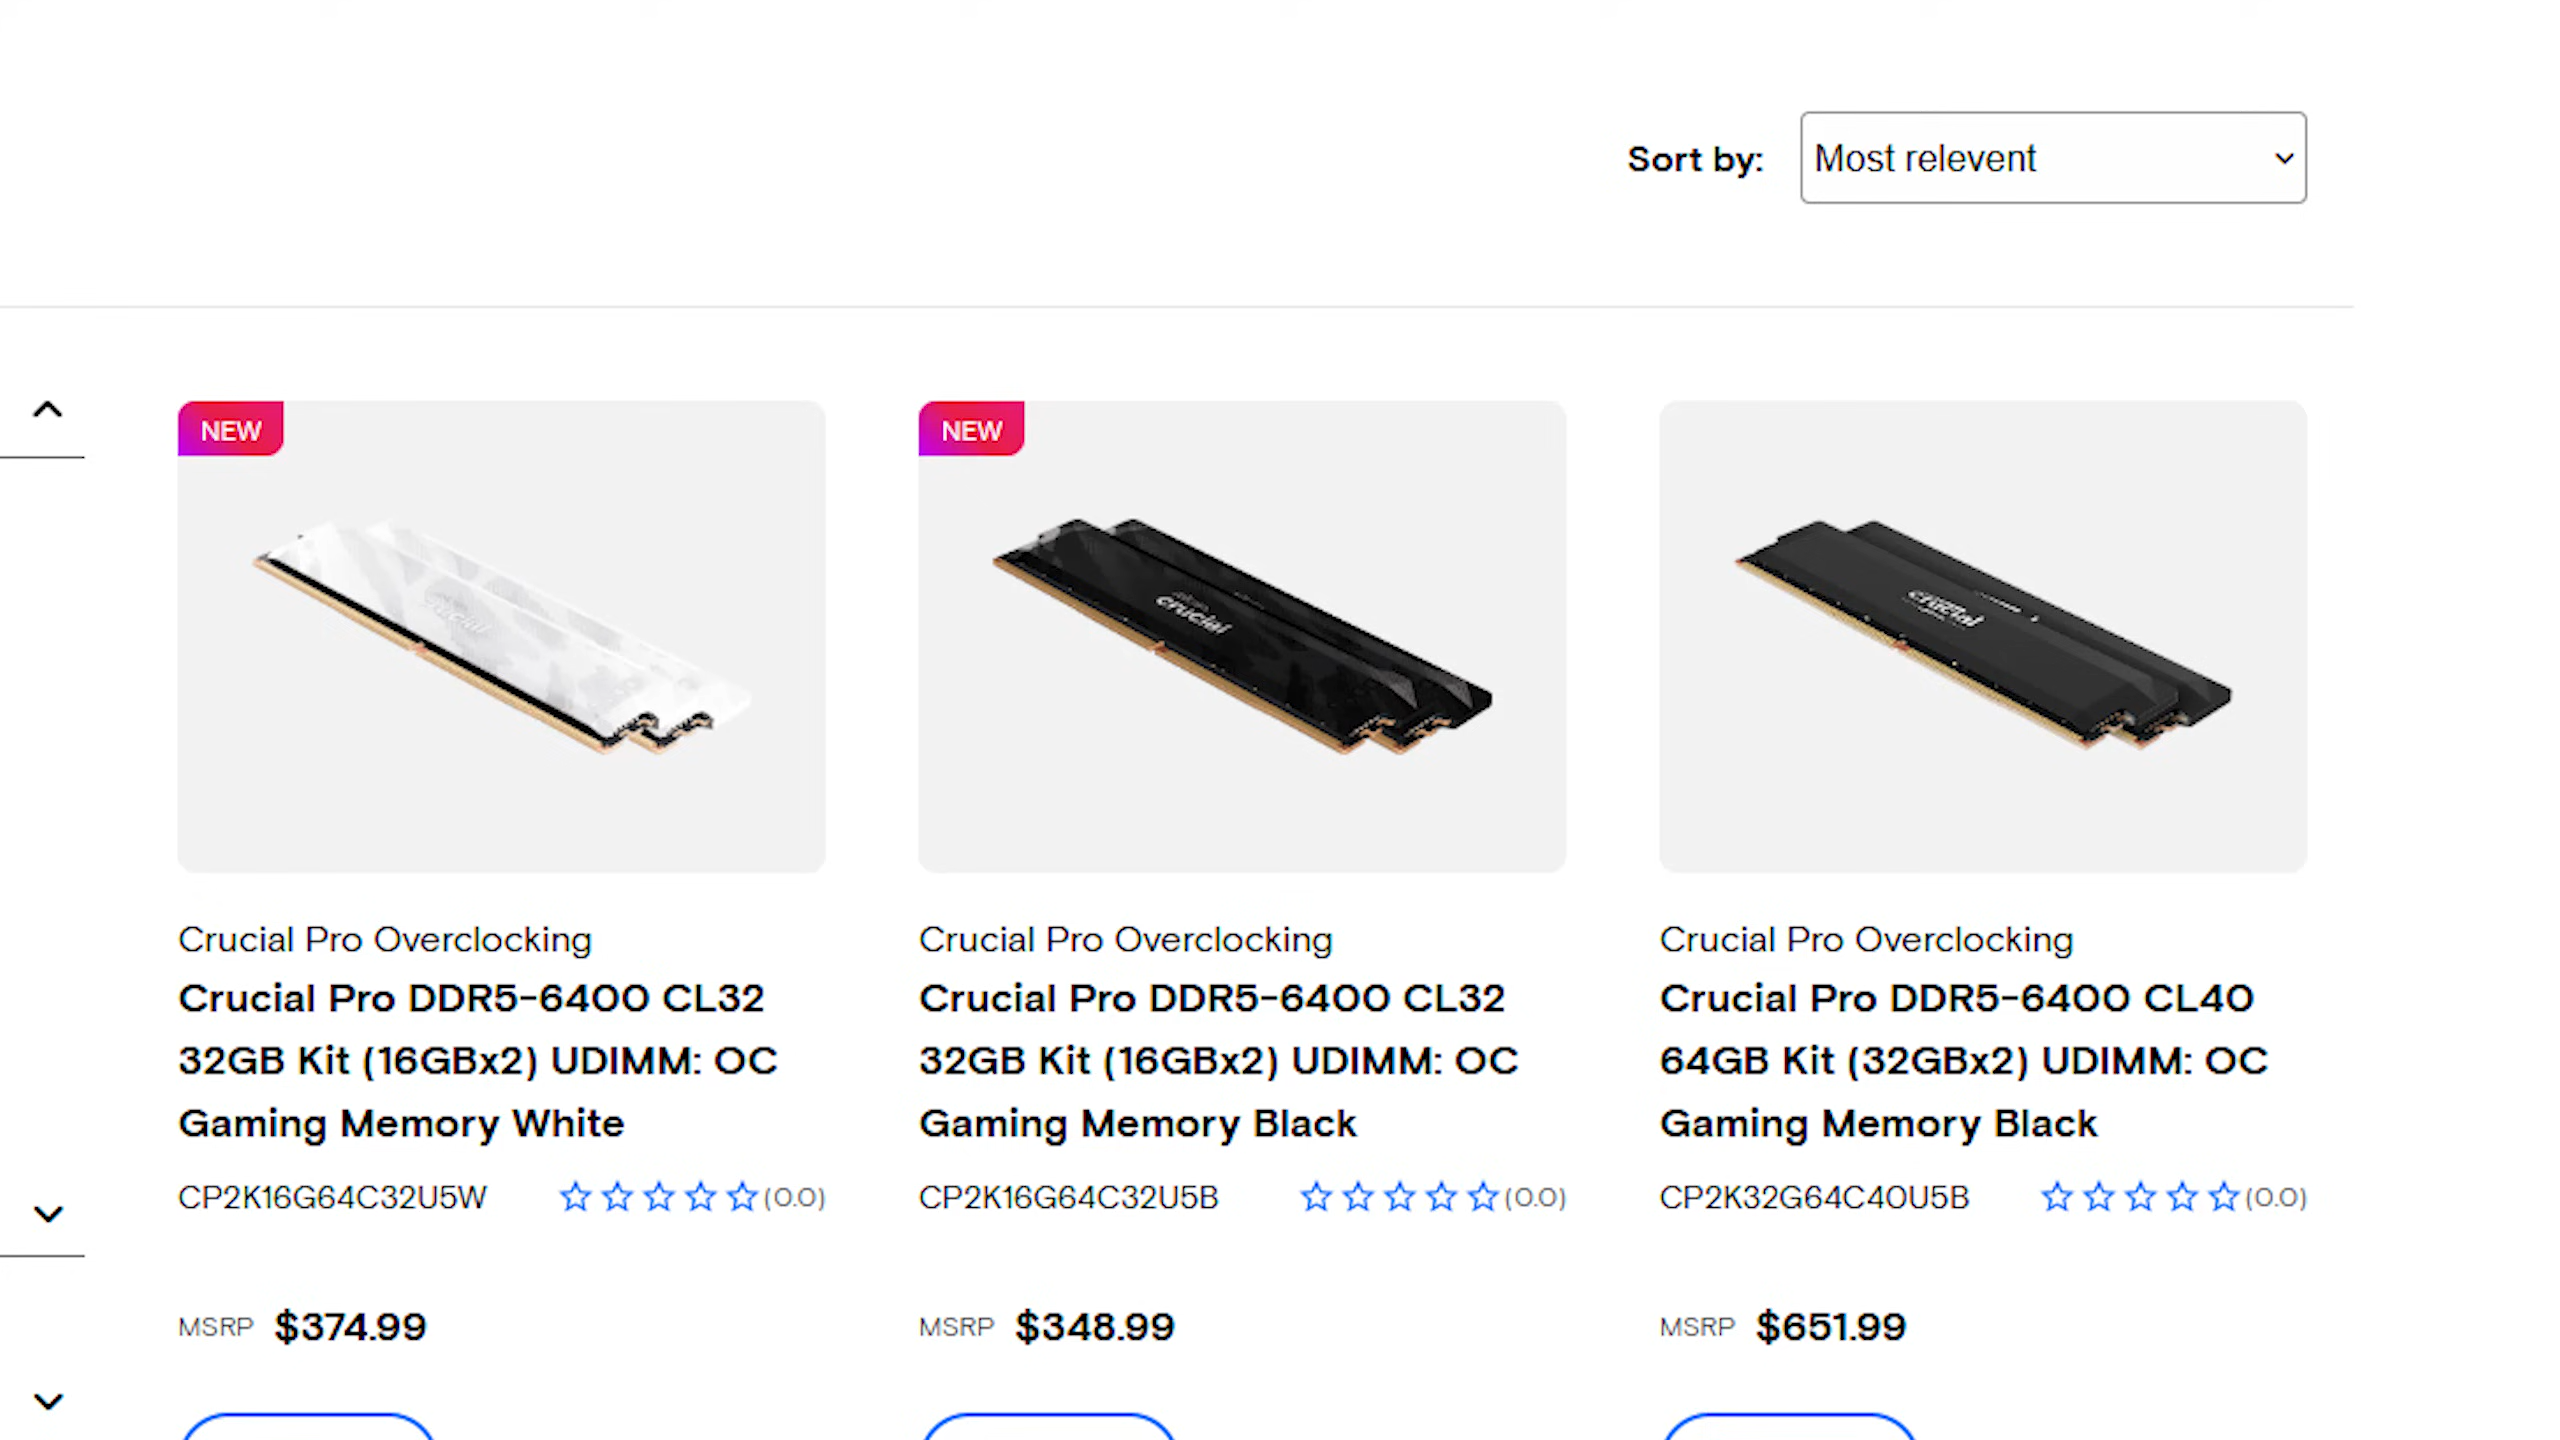 Sort by: Most relevent
NEW
NEW
crucial
crucial
Crucial Pro Overclocking
Crucial Pro DDR5-6400 CL32
32GB Kit (16GBx2) UDIMM: OC
Gaming Memory White
CP2K16G64C32U5W (0.0)
MSRP $374.99
Crucial Pro Overclocking
Crucial Pro DDR5-6400 CL32
32GB Kit (16GBx2) UDIMM: OC
Gaming Memory Black
CP2K16G64C32U5B (0.0)
MSRP $348.99
Crucial Pro Overclocking
Crucial Pro DDR5-6400 CL40
64GB Kit (32GBx2) UDIMM: OC
Gaming Memory Black
CP2K32G64C40U5B (0.0)
MSRP $651.99